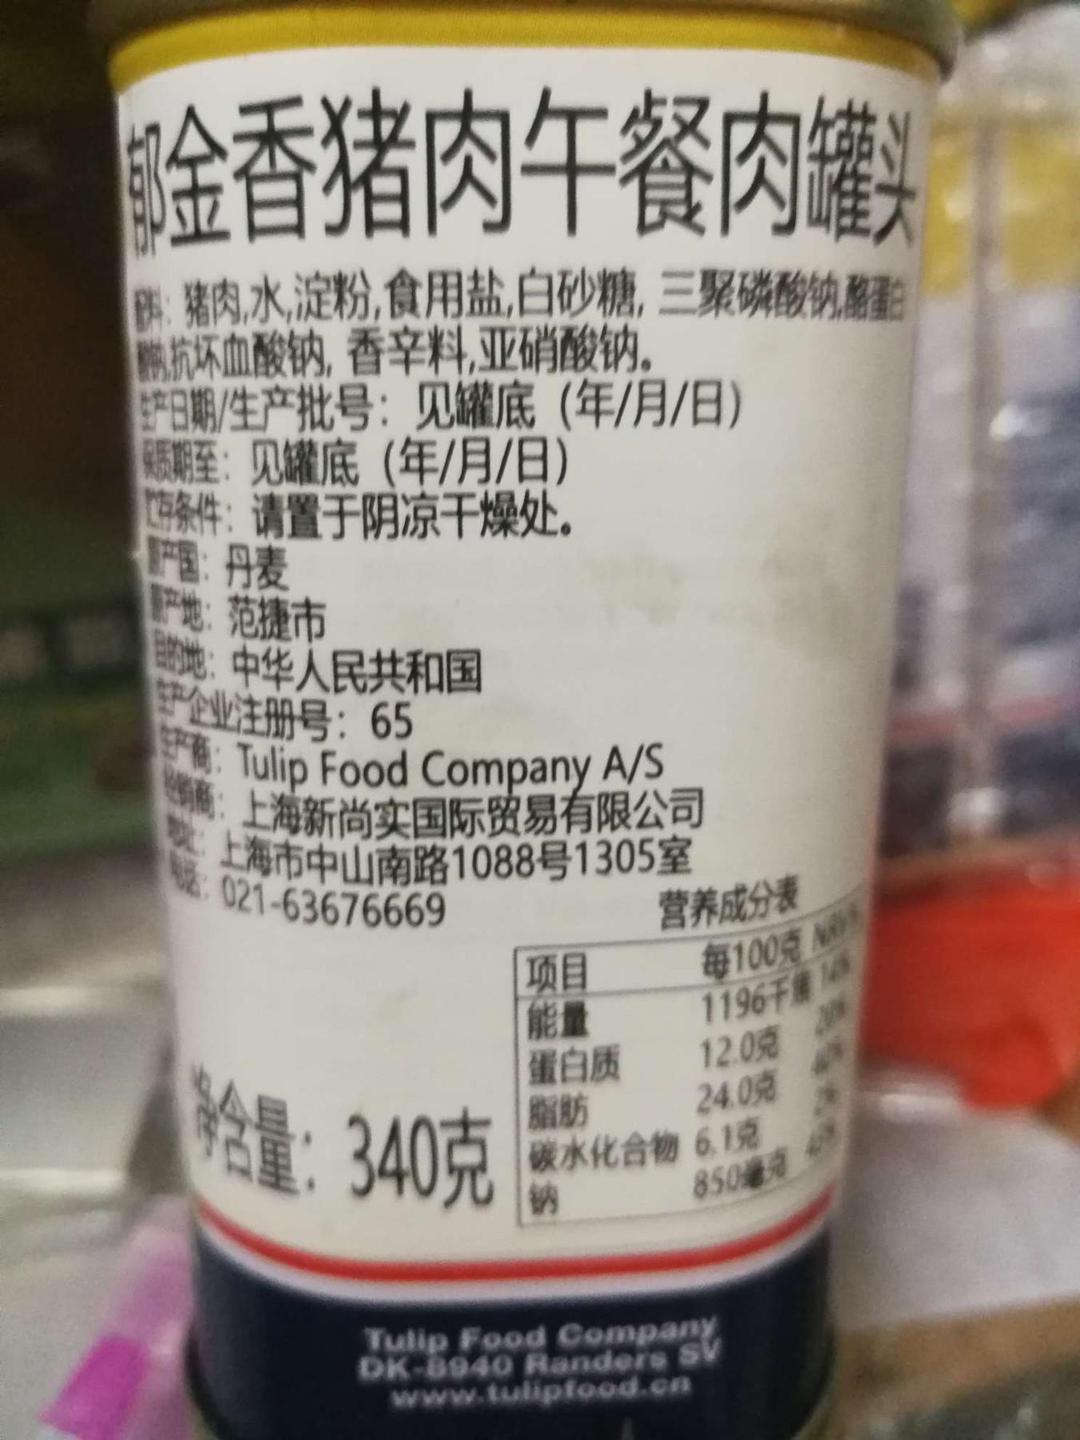 郁金香猪肉午餐肉罐头
配料：猪肉,水,淀粉,食用盐,白砂糖, 三聚磷酸钠,酪蛋白
酸钠,抗坏血酸钠, 香辛料,亚硝酸钠。
生产日期/生产批号： 见罐底（年/月/日）
保质期至： 见罐底（年/月/日）
贮存条件： 请置于阴凉干燥处。
原产国： 丹麦
原产地： 范捷市
目的地： 中华人民共和国
生产企业注册号： 65
生产商： Tulip Food Company A/S
经销商： 上海新尚实国际贸易有限公司
地址： 上海市中山南路1088号1305室
电话： 021-63676669
营养成分表
项目 每100克 NRV%
能量 1196千焦 14%
蛋白质 12.0克 20%
脂肪 24.0克 40%
碳水化合物 6.1克 2%
钠 850毫克
净含量： 340克
Tulip Food Company
DK-8940 Randers SV
www.tulipfood.cn